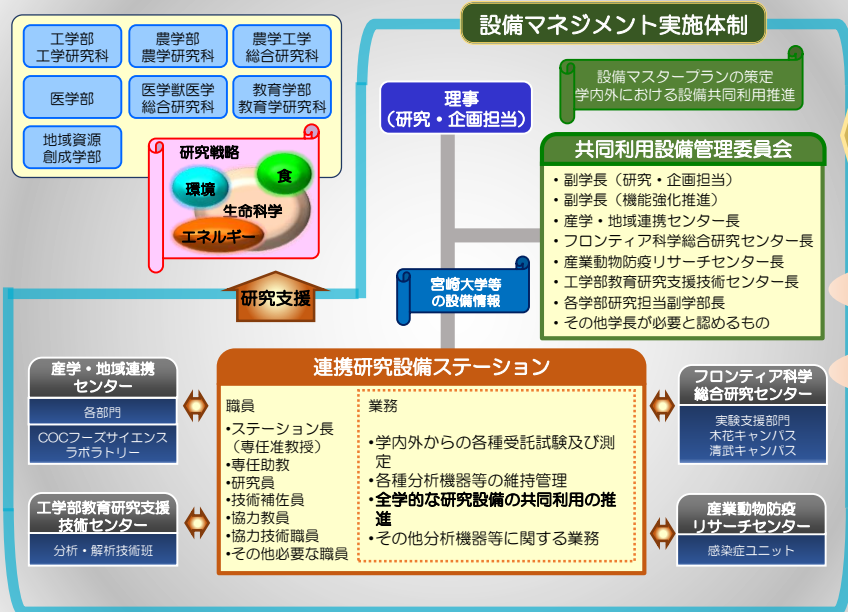 設備マネジメント実施体制
工学部
工学研究科
農学部
農学研究科
農学工学
総合研究科
医学部
医学獣医学
総合研究科
教育学部
教育学研究科
地域資源
創成学部
研究戦略
環境
食
生命科学
エネルギー
研究支援
理事
(研究・企画担当)
設備マスタープランの策定
学内外における設備共同利用推進
共同利用設備管理委員会
・副学長(研究・企画担当)
・副学長(機能強化推進)
・産学・地域連携センター長
・フロンティア科学総合研究センター長
・産業動物防疫リサーチセンター長
・工学部教育研究支援技術センター長
・各学部研究担当副学部長
・その他学長が必要と認めるもの
宮崎大学等
の設備情報
連携研究設備ステーション
職員
•ステーション長
(専任准教授)
•専任助教
•研究員
•技術補佐員
•協力教員
•協力技術職員
•その他必要な職員
業務
•学内外からの各種受託試験及び測
定
•各種分析機器等の維持管理
•全学的な研究設備の共同利用の推
進
•その他分析機器等に関する業務
産学・地域連携
センター
各部門
COCフーズサイエンス
ラボラトリー
工学部教育研究支援
技術センター
分析・解析技術班
フロンティア科学
総合研究センター
実験支援部門
木花キャンパス
清武キャンパス
産業動物防疫
リサーチセンター
感染症ユニット